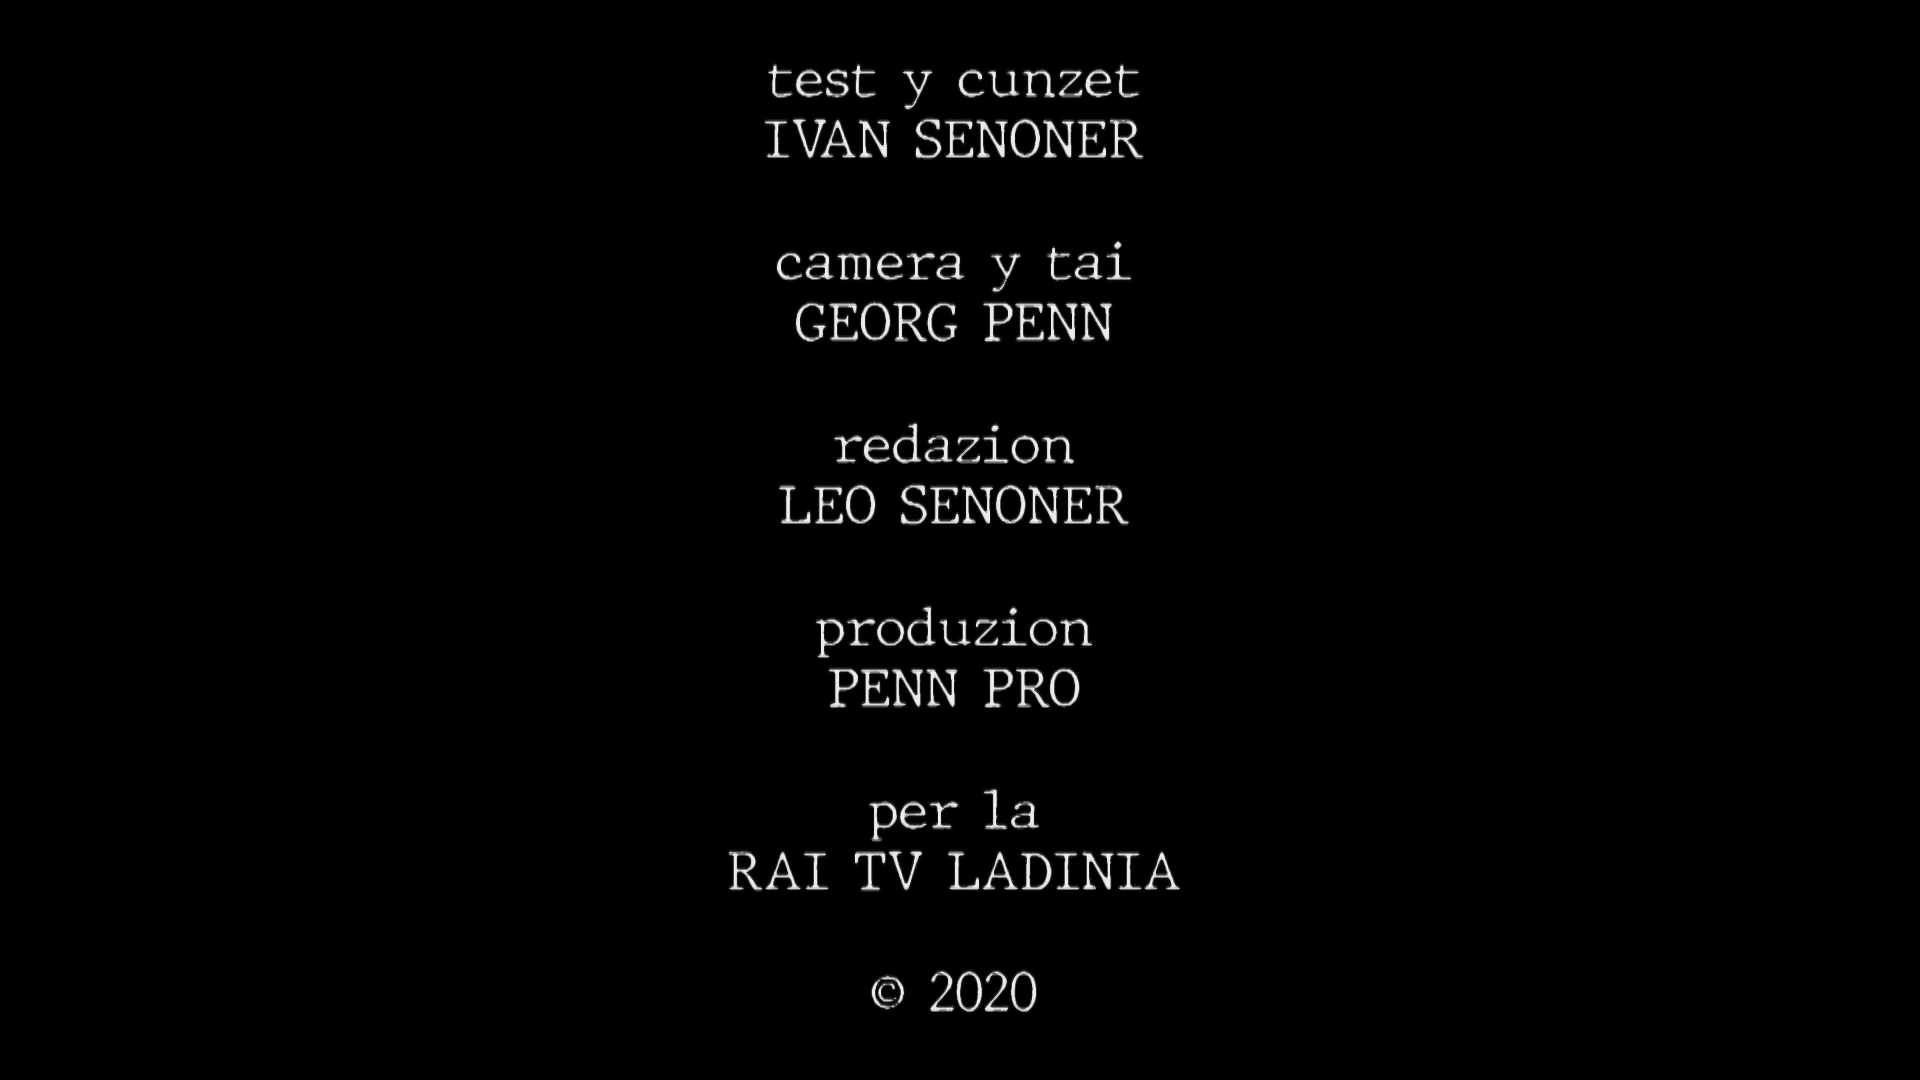 test y cunzet
IVAN SENONER
camera y tai
GEORG PENN
redazion
LEO SENONER
produzion
PENN PRO
per la
RAI TV LADINIA
© 2020